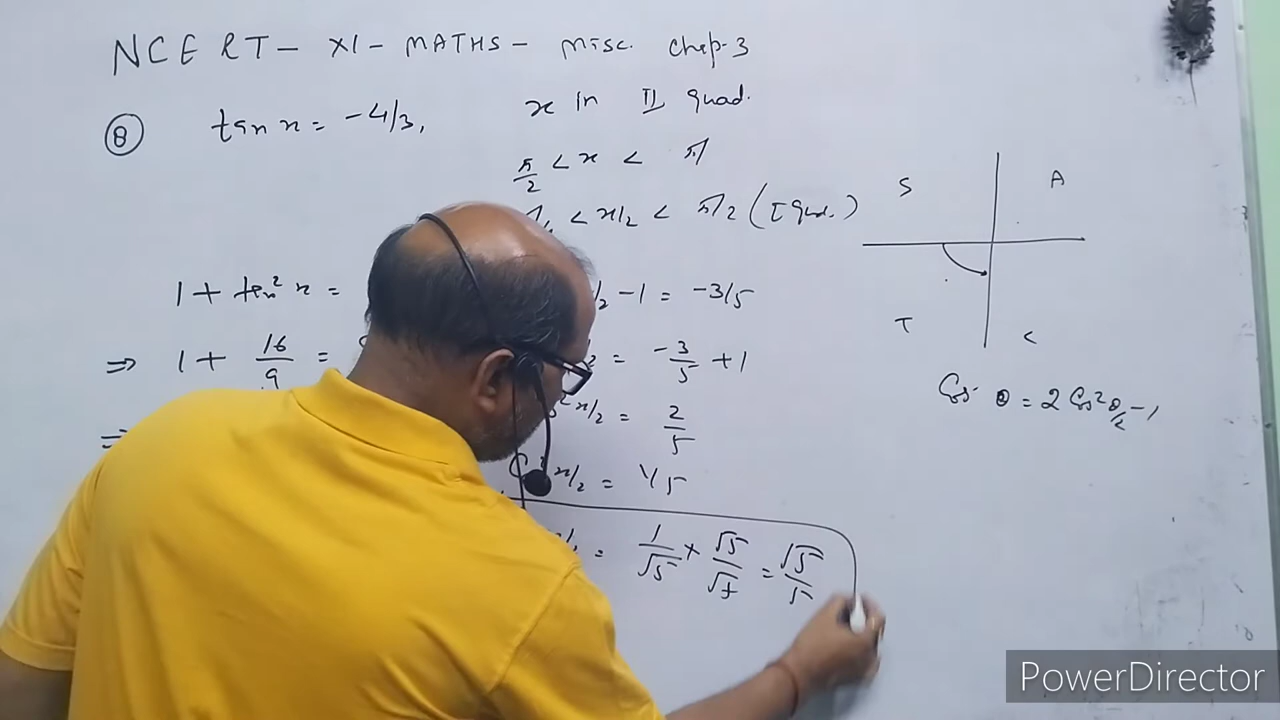 NCERT - XI - MATHS - Misc. Chap-3
⑧ tan x = -4/3, x in II quad.
π/2 < x < π
< x/2 < π/2 (I Quad.)
S A
T C
1 + tan² x =
/2 - 1 = -3/5
⇒ 1 + 16/9 =
= -3/5 + 1
Cos θ = 2 Cos² θ/2 - 1
⇒
² x/2 = 2/5
x/2 = 1/5
= 1/√5 × √5/√5 = √5/5
PowerDirector